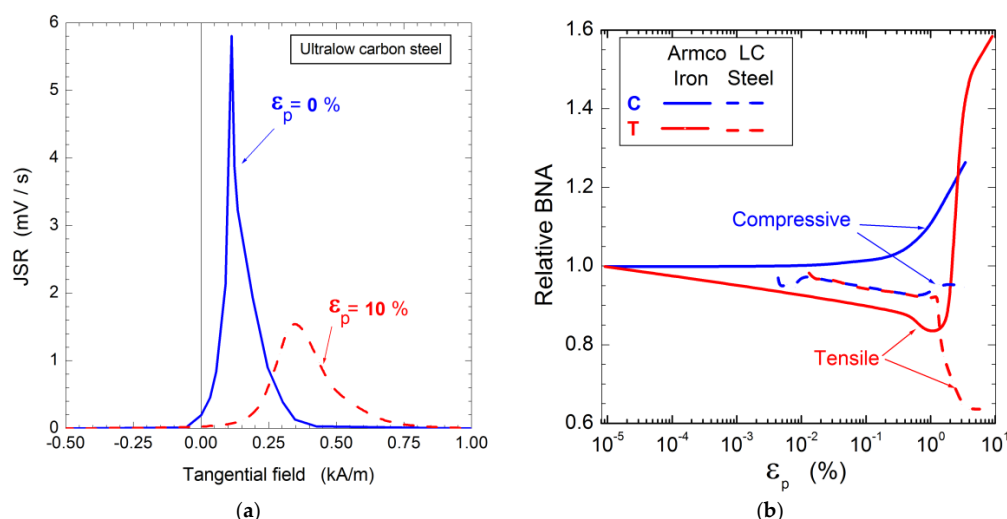 6
5
4
3
2
1
0
JSR (mV / s)
Ultralow carbon steel
εp= 0 %
εp= 10 %
-0.50
-0.25
0.00
0.25
0.50
0.75
1.00
Tangential field (kA/m)
(a)
1.6
1.4
1.2
1.0
0.8
0.6
Relative BNA
Armco LC
Iron Steel
C
T
Compressive
Tensile
10⁻⁵
10⁻⁴
10⁻³
10⁻²
10⁻¹
10⁰
10¹
εp (%)
(b)